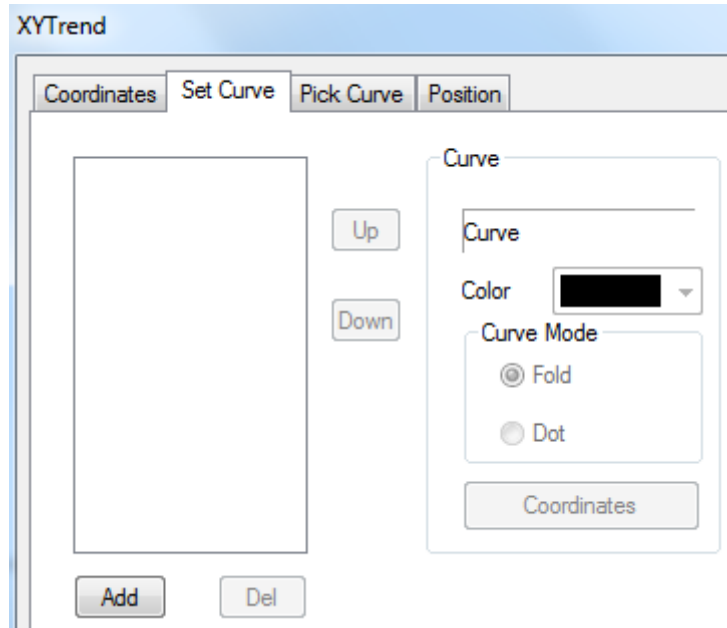 XYTrend
Coordinates Set Curve Pick Curve Position
Curve
Up
Curve
Color
Down
Curve Mode
Fold
Dot
Coordinates
Add Del